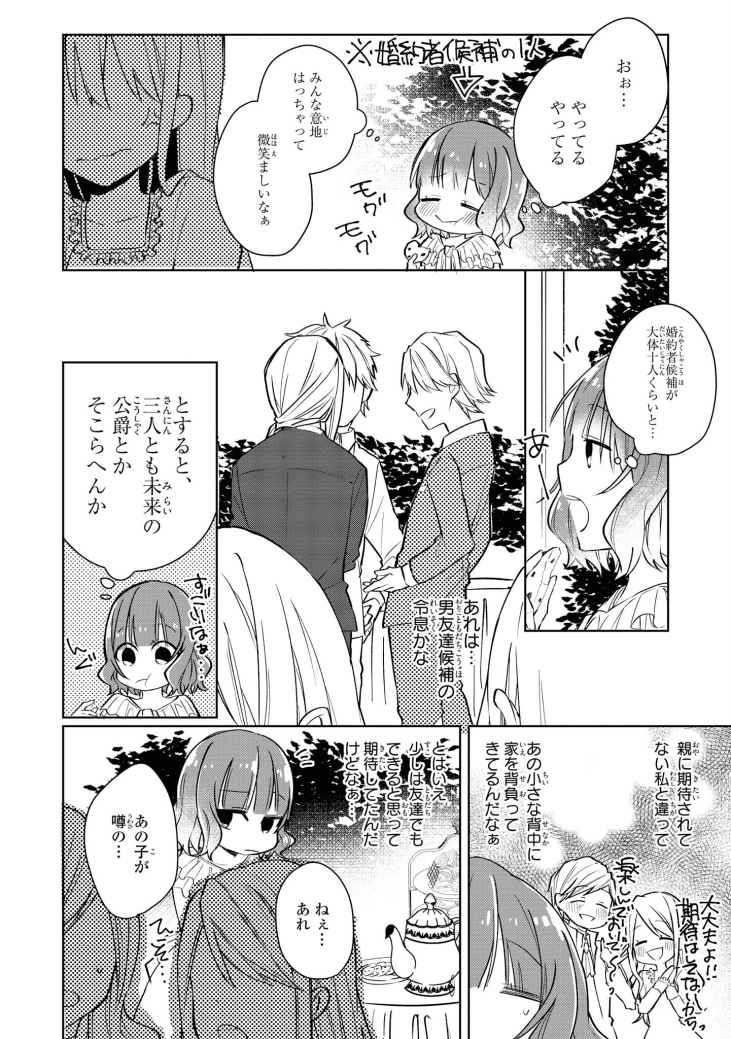 おぉ…
やってる
やってる
※婚約者候補の1人
みんな意地
はっちゃって
微笑ましいなぁ
モグ
モグ
婚約者候補が
大体十人くらいと…
あれは…
男友達候補の
令息かな
とすると、
三人とも未来の
公爵とか
そこらへんか
すごいなぁ…
んぐ
親に期待されて
ない私と違って
あの小さな背中に
家を背負って
きてるんだなぁ
大丈夫よ!!
期待はしてないから。
楽しんでおいで〜
とはいえ
少しは友達でも
できると思って
期待してたんだ
けどなぁ…
ねぇ…
あれ
あの子が
噂の…
ひそ…